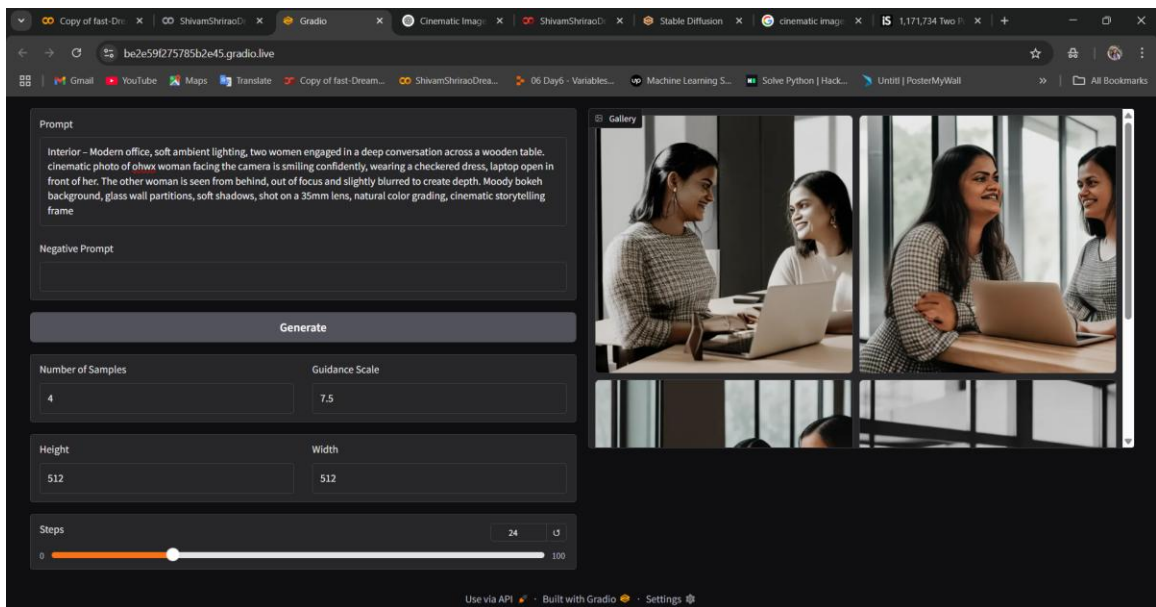 Copy of fast-Dre
ShivamShriraoD
Gradio
Cinematic Image
ShivamShriraoD
Stable Diffusion
cinematic image
iS 1,171,734 Two P
be2e59f275785b2e45.gradio.live
Gmail
YouTube
Maps
Translate
Copy of fast-Dream...
ShivamShriraoDrea...
06 Day6 - Variables...
Machine Learning S...
Solve Python | Hack...
Untitl | PosterMyWall
»
All Bookmarks
Prompt
Interior – Modern office, soft ambient lighting, two women engaged in a deep conversation across a wooden table.
cinematic photo of ohwx woman facing the camera is smiling confidently, wearing a checkered dress, laptop open in
front of her. The other woman is seen from behind, out of focus and slightly blurred to create depth. Moody bokeh
background, glass wall partitions, soft shadows, shot on a 35mm lens, natural color grading, cinematic storytelling
frame
Negative Prompt
Generate
Number of Samples
Guidance Scale
4
7.5
Height
Width
512
512
Steps
24
0
100
Gallery
Use via API · Built with Gradio · Settings